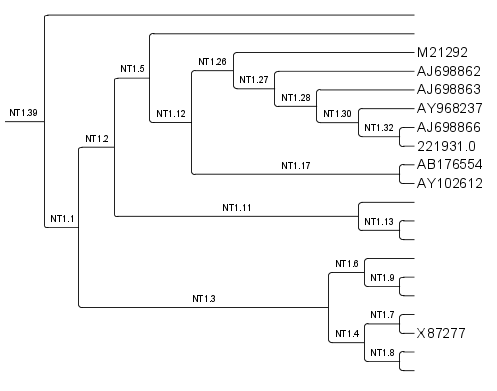 NT1.26
M21292
NT1.5
AJ698862
NT1.27
AJ698863
NT1.28
AY968237
NT1.39
NT1.12
NT1.30
AJ698866
NT1.32
NT1.2
221931.0
NT1.17
AB176554
AY102612
NT1.11
NT1.1
NT1.13
NT1.6
NT1.9
NT1.3
NT1.7
X87277
NT1.4
NT1.8